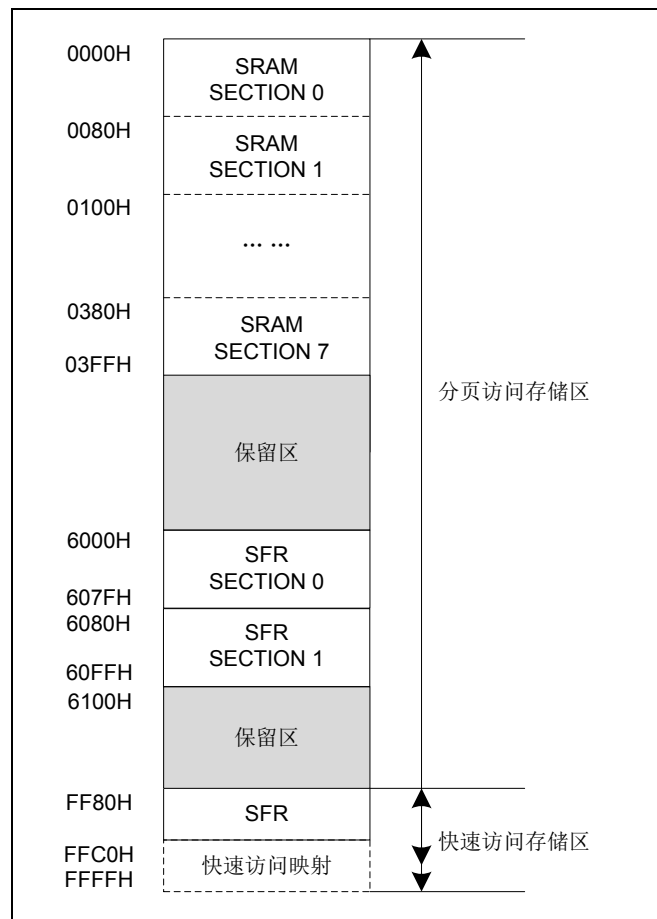 0000H
SRAM
SECTION 0
0080H
SRAM
SECTION 1
0100H
... ...
0380H
SRAM
SECTION 7
03FFH
分页访问存储区
保留区
6000H
SFR
SECTION 0
607FH
6080H
SFR
SECTION 1
60FFH
6100H
保留区
FF80H
SFR
快速访问存储区
FFC0H
快速访问映射
FFFFH